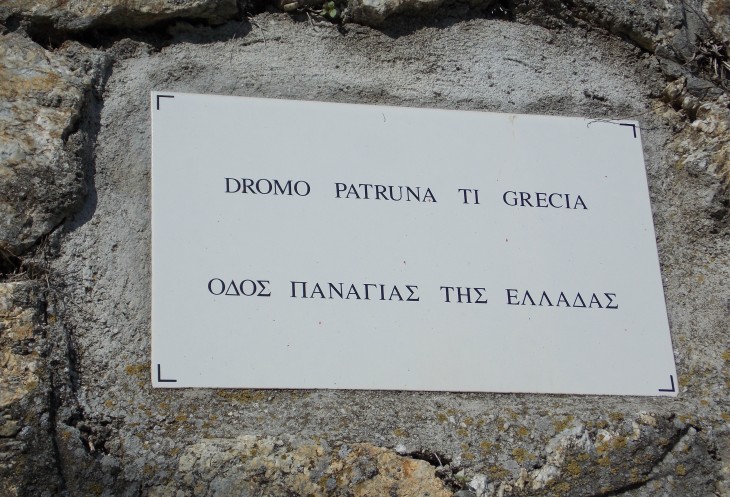 DROMO PATRUNA TI GRECIA
ΟΔΟΣ ΠΑΝΑΓΙΑΣ ΤΗΣ ΕΛΛΑΔΑΣ